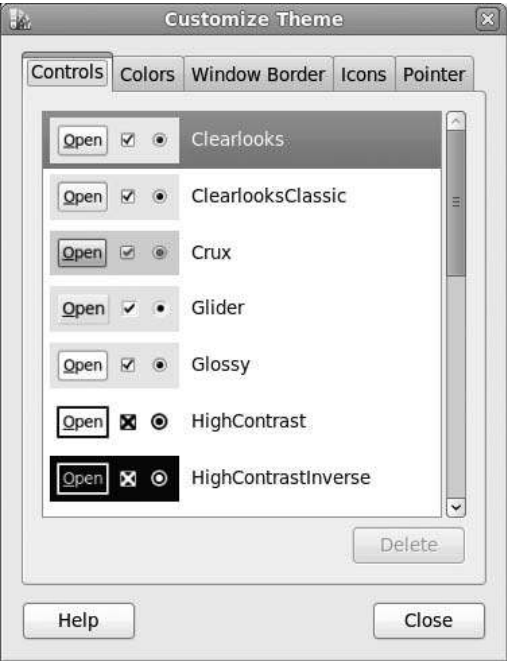 Customize Theme
Controls Colors Window Border Icons Pointer
Open Clearlooks
Open ClearlooksClassic
Open Crux
Open Glider
Open Glossy
Open HighContrast
Open HighContrastInverse
Delete
Help Close